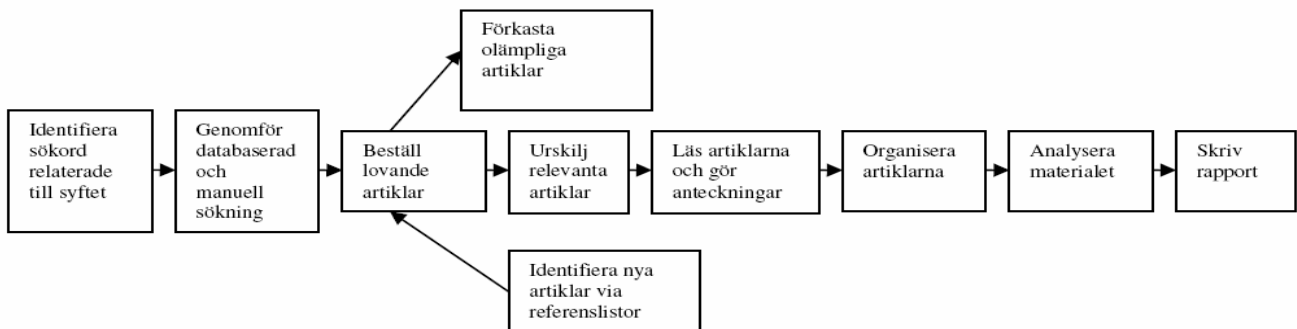 Förkasta
olämpliga
artiklar
Identifiera
sökord
relaterade
till syftet
Genomför
databaserad
och
manuell
sökning
Beställ
lovande
artiklar
Urskilj
relevanta
artiklar
Läs artiklarna
och gör
anteckningar
Organisera
artiklarna
Analysera
materialet
Skriv
rapport
Identifiera nya
artiklar via
referenslistor